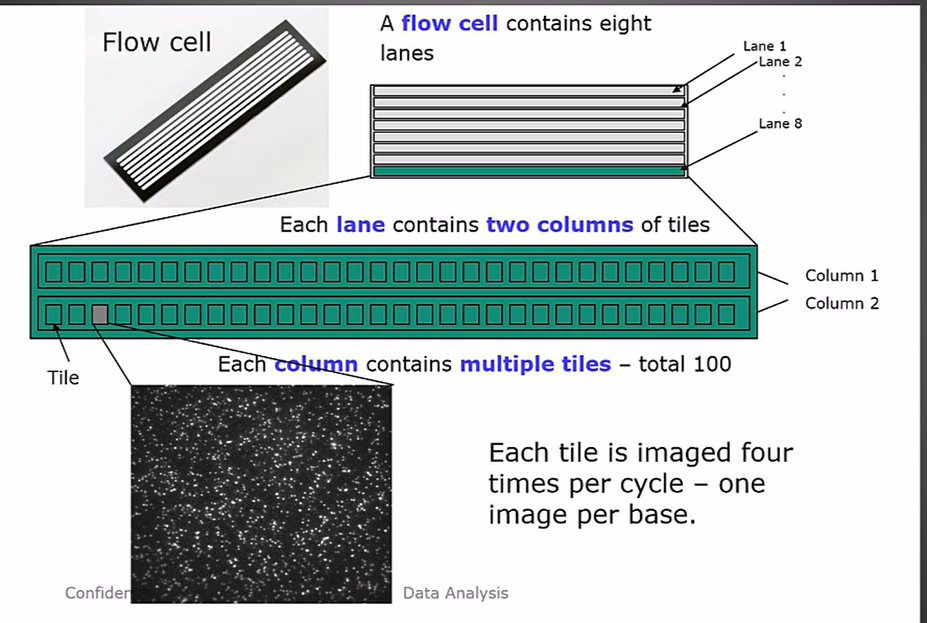 Flow cell
A flow cell contains eight
lanes
Lane 1
Lane 2
.
.
.
Lane 8
Each lane contains two columns of tiles
Column 1
Column 2
Each column contains multiple tiles – total 100
Tile
Each tile is imaged four
times per cycle – one
image per base.
Data Analysis